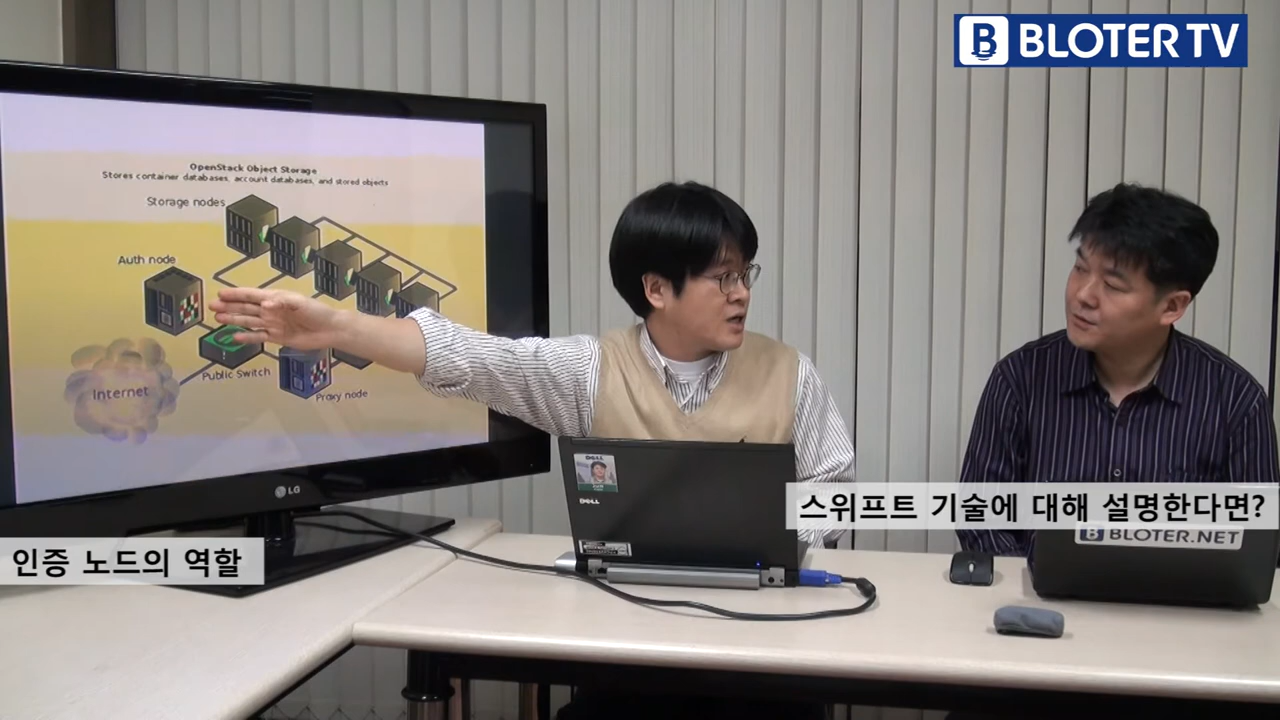 BLOTER TV
OpenStack Object Storage
Stores container databases, account databases, and stored objects
Storage nodes
Auth node
Public Switch
Internet
Proxy node
LG
DELL
DELL
스위프트 기술에 대해 설명한다면?
BLOTER.NET
인증 노드의 역할